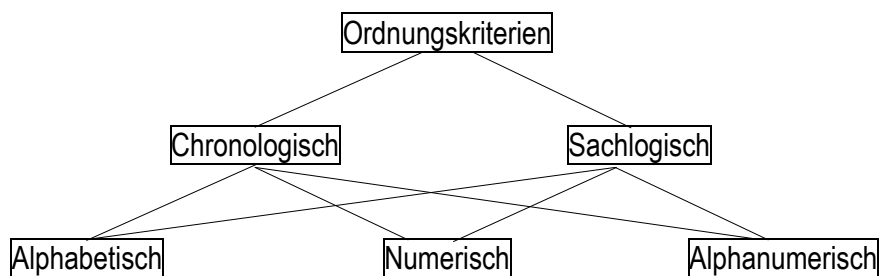 Ordnungskriterien
Chronologisch Sachlogisch
Alphabetisch Numerisch Alphanumerisch